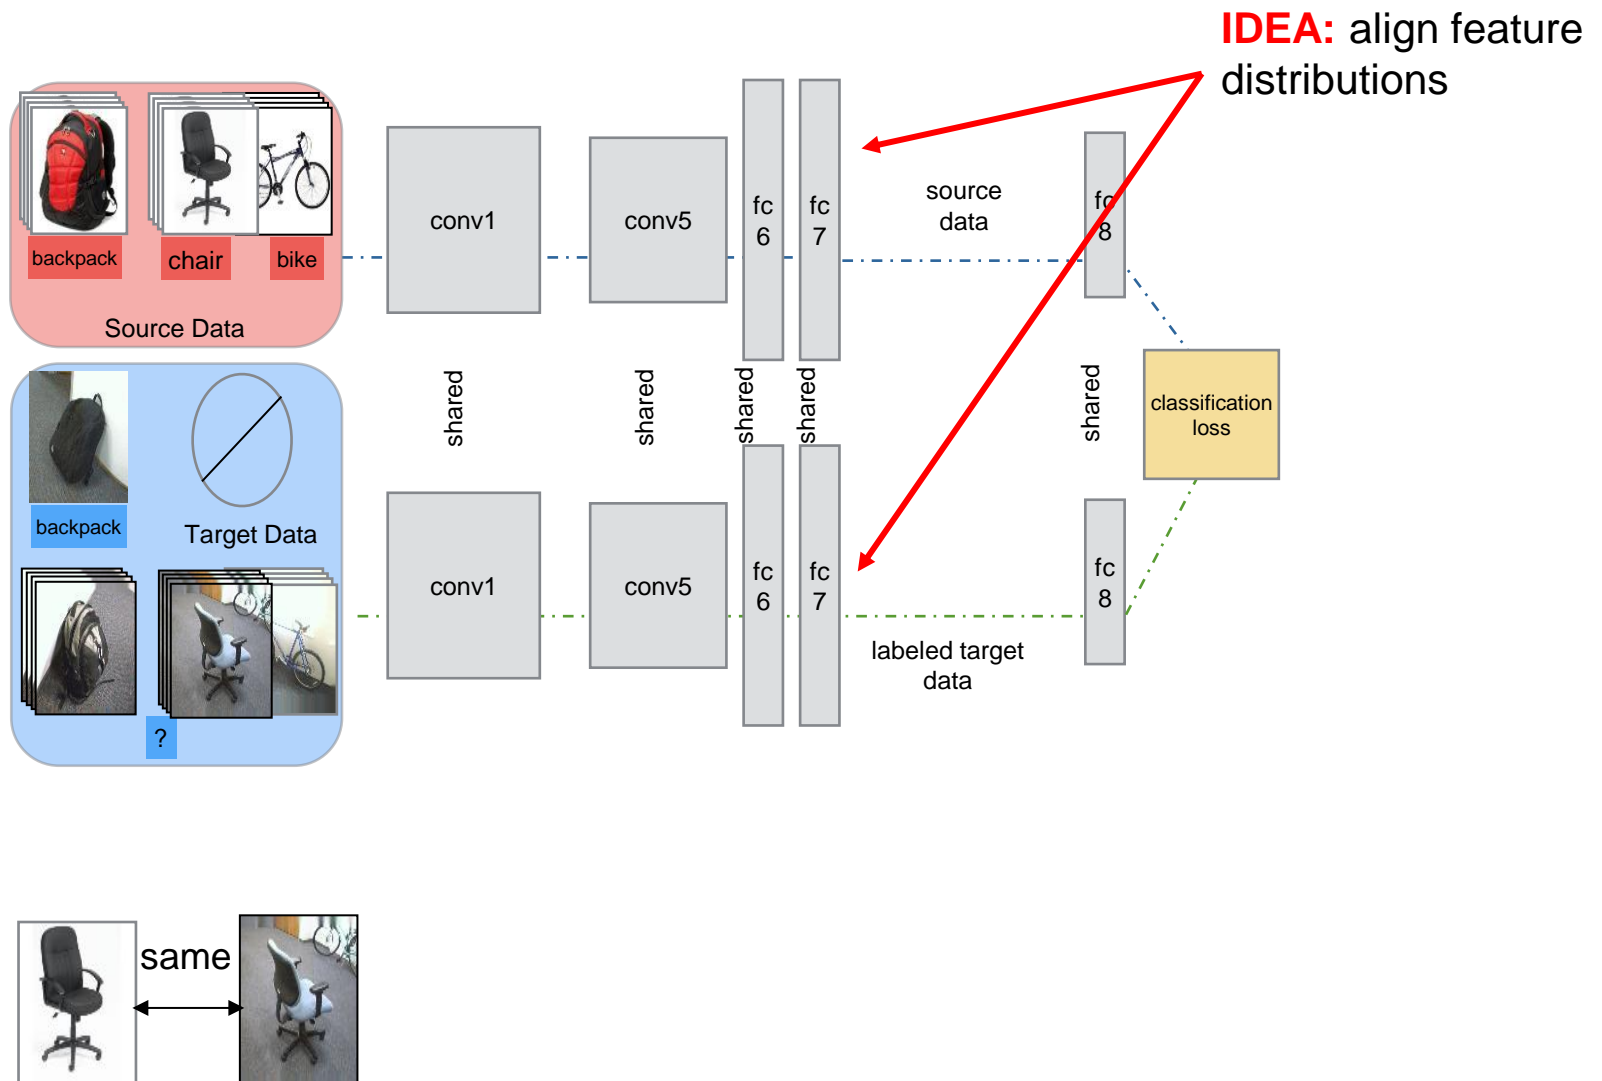 IDEA: align feature
distributions
backpack
chair
bike
Source Data
conv1
conv5
fc
6
fc
7
source
data
fc
8
shared
shared
shared
shared
shared
classification
loss
backpack
Target Data
?
conv1
conv5
fc
6
fc
7
labeled target
data
fc
8
same